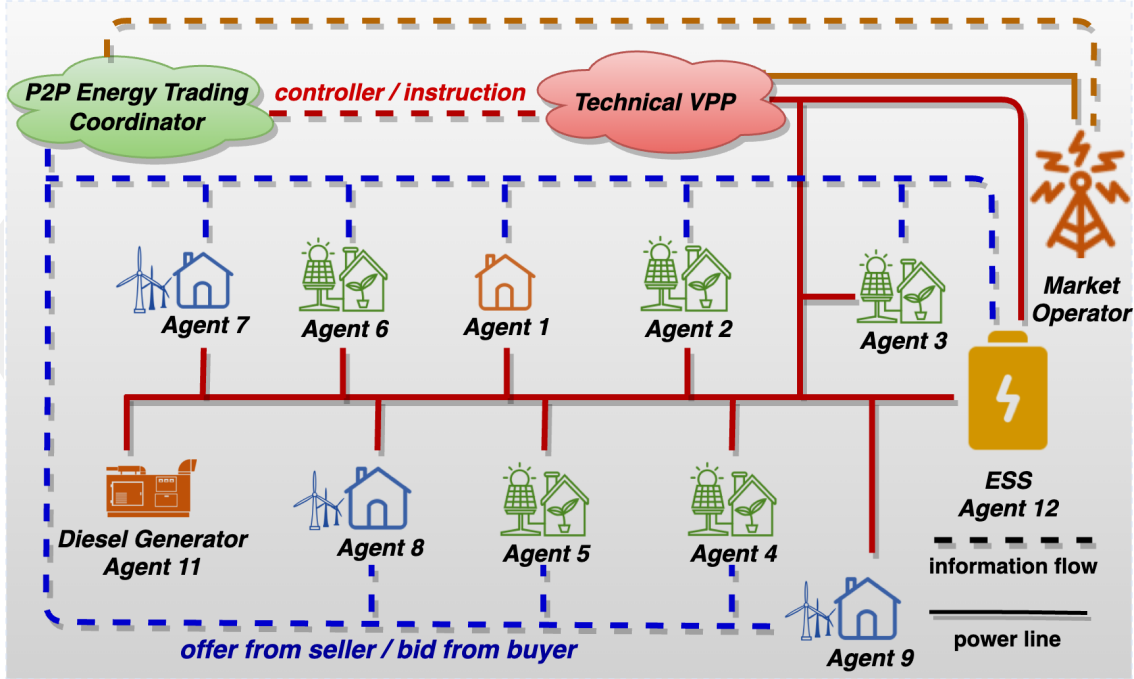 P2P Energy Trading
Coordinator
controller / instruction
Technical VPP
Market
Operator
Agent 7
Agent 6
Agent 1
Agent 2
Agent 3
Diesel Generator
Agent 11
Agent 8
Agent 5
Agent 4
ESS
Agent 12
information flow
power line
Agent 9
offer from seller / bid from buyer